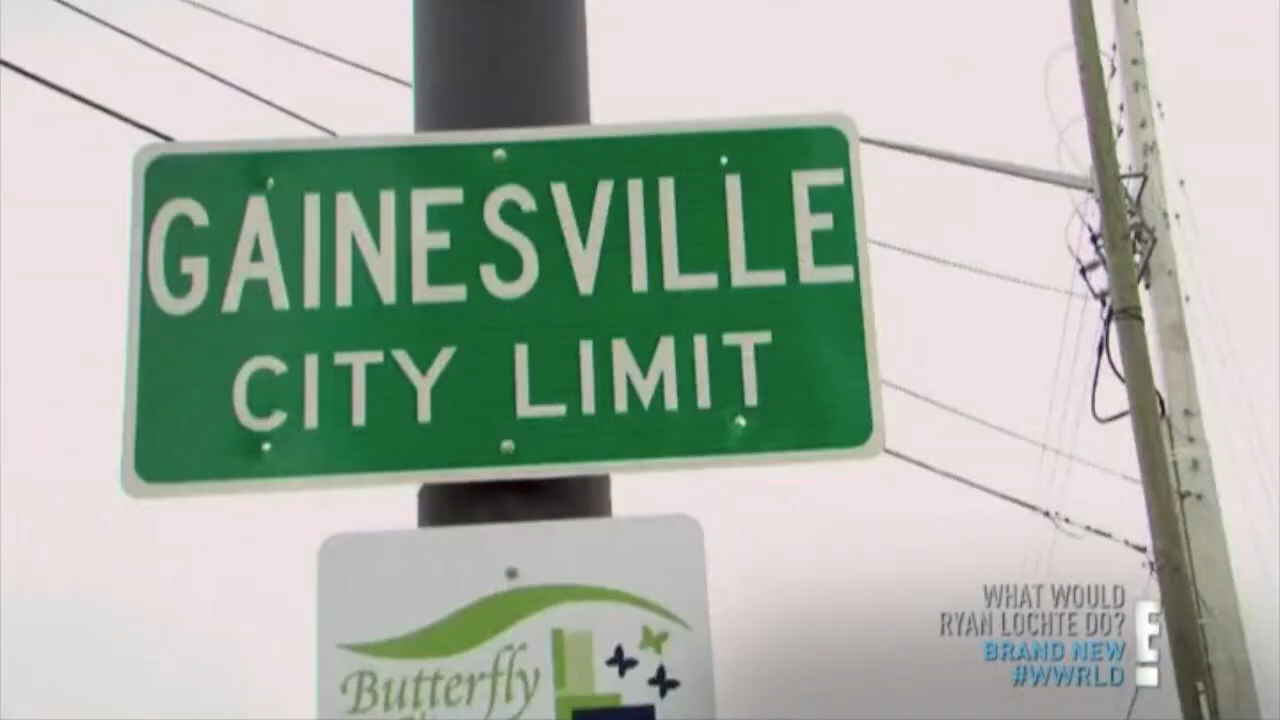 GAINESVILLE
CITY LIMIT
Butterfly
WHAT WOULD
RYAN LOCHTE DO?
BRAND NEW
#WWRLD
E